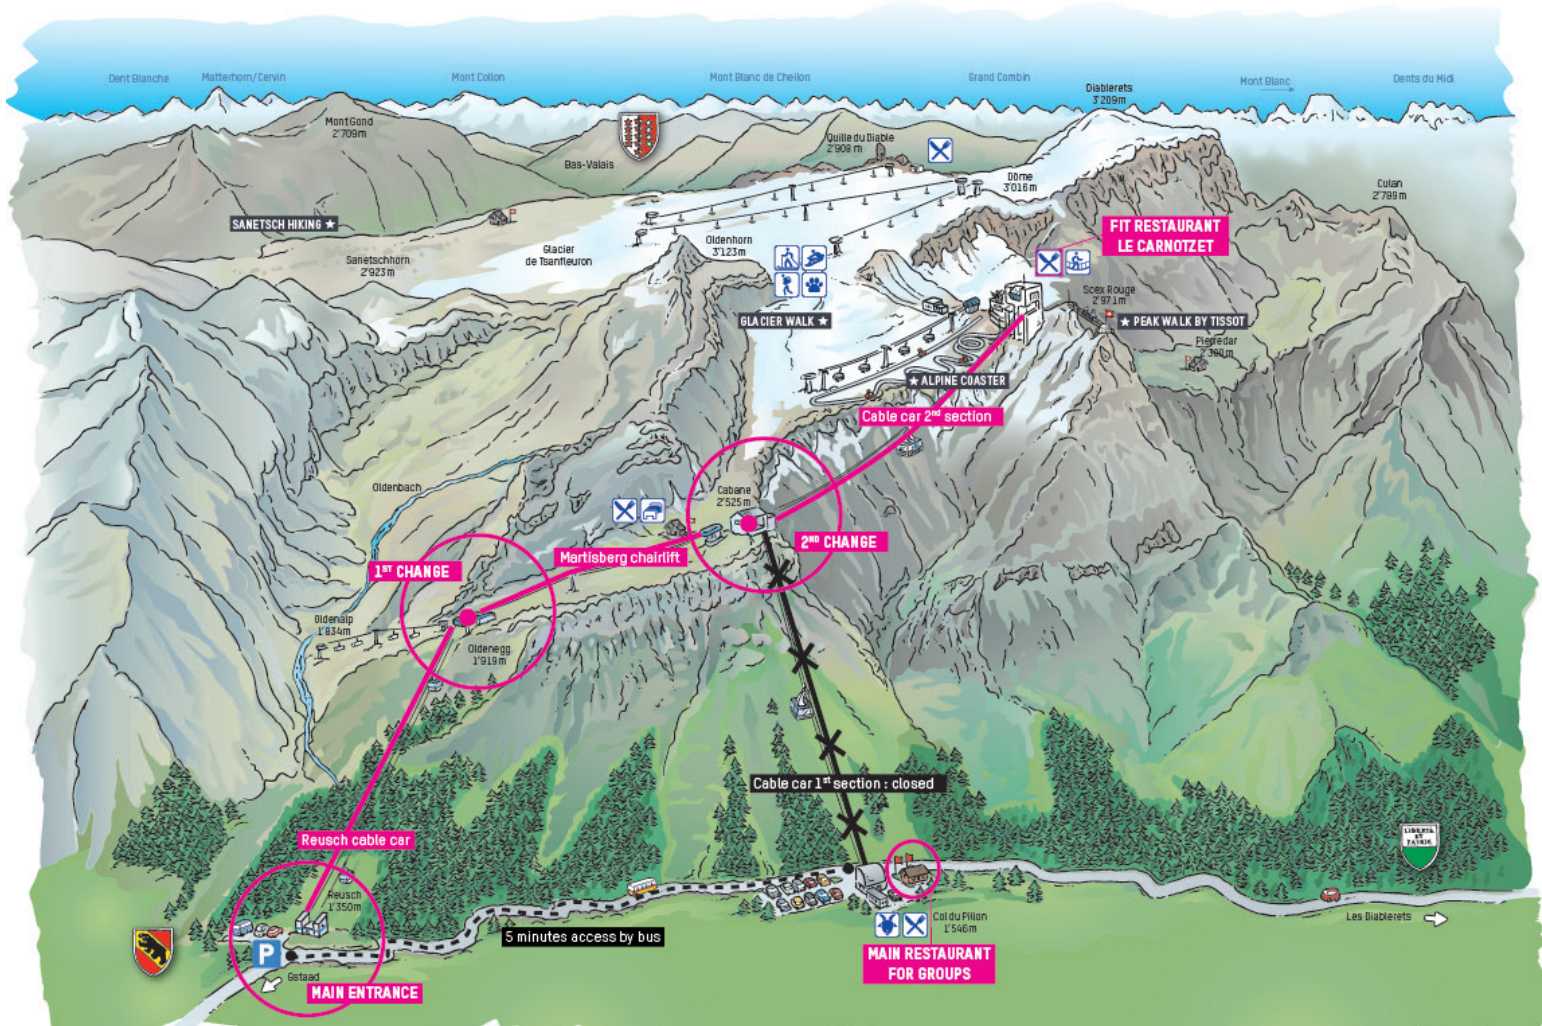 Dent Blanche
Matterhorn/Cervin
Mont Collon
Mont Blanc de Cheilon
Grand Combin
Diablerets
3'209m
Mont Blanc
Dents du Midi
Mont Gond
2'709m
Bas-Valais
Quille du Diable
2'908 m
Dôme
3'016m
Culan
2'789m
SANETSCH HIKING ★
Sanetschhorn
2'923m
Glacier
de Tsanfleuron
Oldenhorn
3'123m
FIT RESTAURANT
LE CARNOTZET
Scex Rouge
2'971m
GLACIER WALK ★
★ PEAK WALK BY TISSOT
Pierredar
★ ALPINE COASTER
Cable car 2nd section
Oldenbach
Cabane
2'525m
2ND CHANGE
Martisberg chairlift
1ST CHANGE
Oldenalp
1'834m
Oldenegg
1'919m
Cable car 1st section : closed
Reusch cable car
LIBERTÉ
ET
PATRIE
Reusch
1'350m
P
Gstaad
MAIN ENTRANCE
5 minutes access by bus
Col du Pillon
1'546m
Les Diablerets
MAIN RESTAURANT
FOR GROUPS